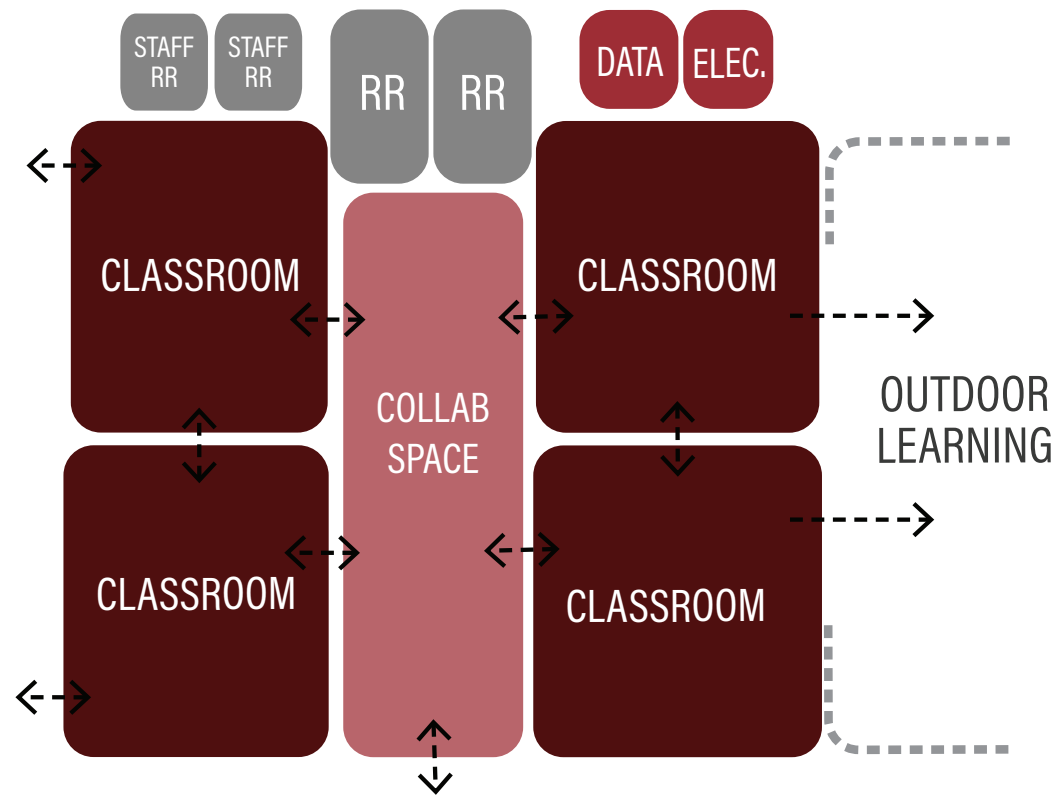 STAFF
RR
STAFF
RR
RR
RR
DATA
ELEC.
CLASSROOM
CLASSROOM
COLLAB
SPACE
OUTDOOR
LEARNING
CLASSROOM
CLASSROOM